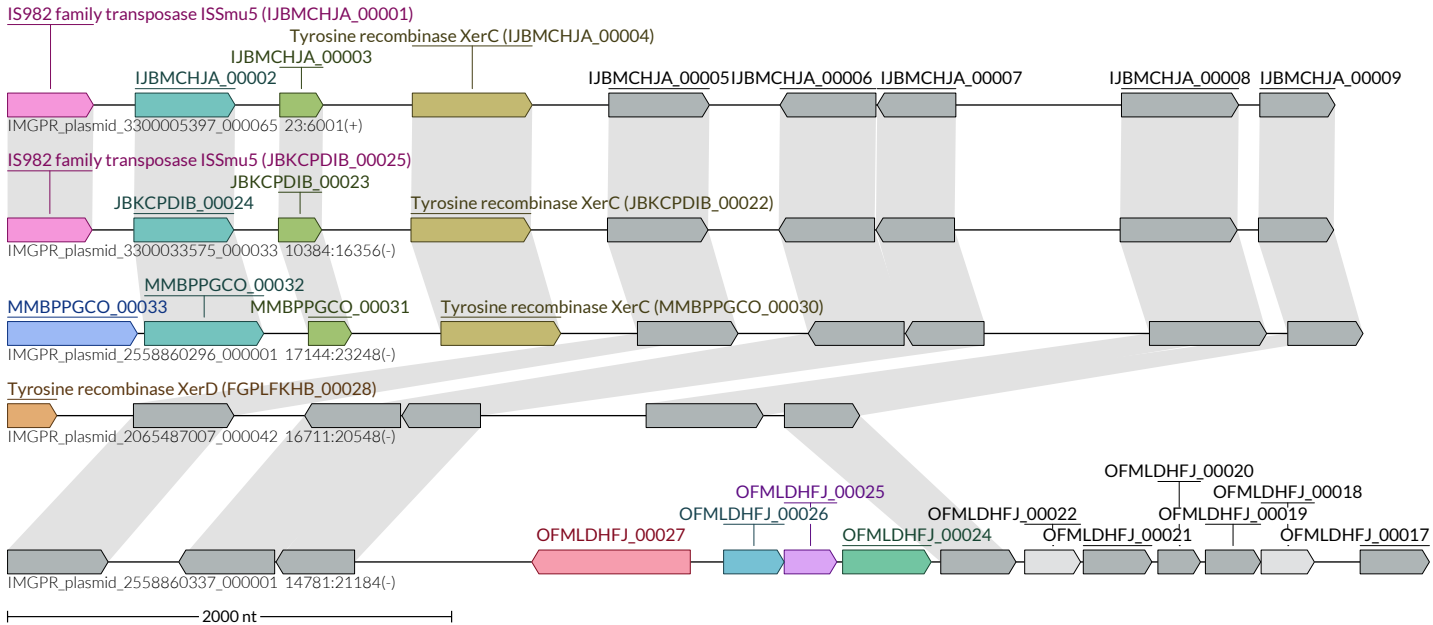 IS982 family transposase ISSmu5 (IJBMCHJA_00001)
Tyrosine recombinase XerC (IJBMCHJA_00004)
IJBMCHJA_00003
IJBMCHJA_00002 IJBMCHJA_00005 IJBMCHJA_00006 IJBMCHJA_00007 IJBMCHJA_00008 IJBMCHJA_00009
IMGPR_plasmid_3300005397_000065 23:6001(+)
IS982 family transposase ISSmu5 (JBKCPDIB_00025)
JBKCPDIB_00023
JBKCPDIB_00024 Tyrosine recombinase XerC (JBKCPDIB_00022)
IMGPR_plasmid_3300033575_000033 10384:16356(-)
MMBPPGCO_00032
MMBPPGCO_00033 MMBPPGCO_00031 Tyrosine recombinase XerC (MMBPPGCO_00030)
IMGPR_plasmid_2558860296_000001 17144:23248(-)
Tyrosine recombinase XerD (FGPLFKHB_00028)
IMGPR_plasmid_2065487007_000042 16711:20548(-)
OFMLDHFJ_00020
OFMLDHFJ_00025 OFMLDHFJ_00018
OFMLDHFJ_00026 OFMLDHFJ_00022 OFMLDHFJ_00019
OFMLDHFJ_00027 OFMLDHFJ_00024 OFMLDHFJ_00021 OFMLDHFJ_00017
IMGPR_plasmid_2558860337_000001 14781:21184(-)
2000 nt